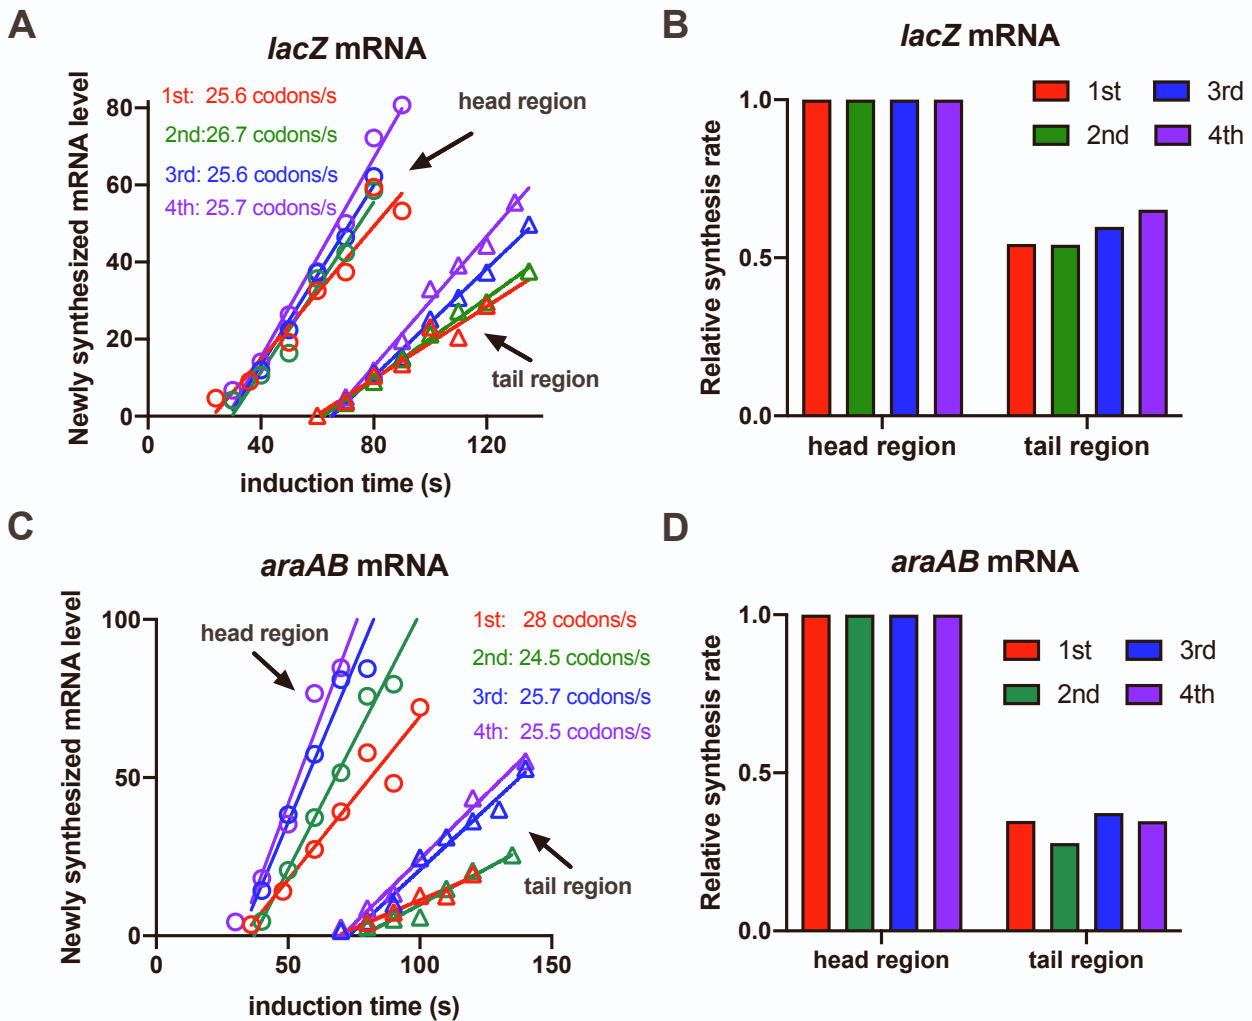 A
lacZ mRNA
Newly synthesized mRNA level
80
60
40
20
0
1st: 25.6 codons/s
2nd:26.7 codons/s
3rd: 25.6 codons/s
4th: 25.7 codons/s
head region
tail region
0 40 80 120
induction time (s)
B
lacZ mRNA
Relative synthesis rate
1.0
0.5
0.0
1st 3rd
2nd 4th
head region tail region
C
araAB mRNA
Newly synthesized mRNA level
100
50
0
head region
1st: 28 codons/s
2nd: 24.5 codons/s
3rd: 25.7 codons/s
4th: 25.5 codons/s
tail region
0 50 100 150
induction time (s)
D
araAB mRNA
Relative synthesis rate
1.0
0.5
0.0
1st 3rd
2nd 4th
head region tail region